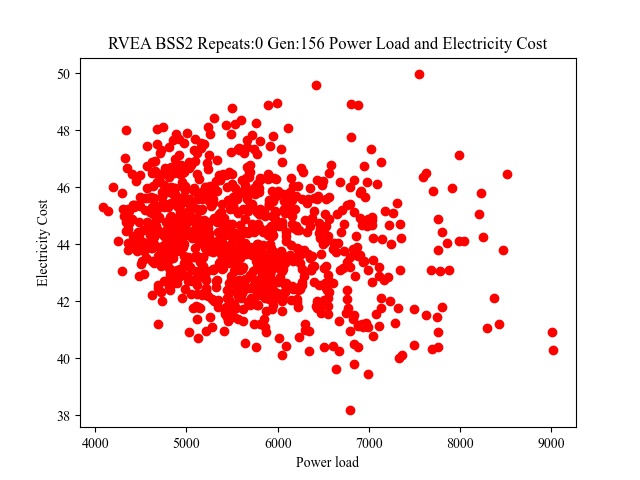 RVEA BSS2 Repeats:0 Gen:156 Power Load and Electricity Cost
50
48
46
44
42
40
38
Electricity Cost
4000 5000 6000 7000 8000 9000
Power load